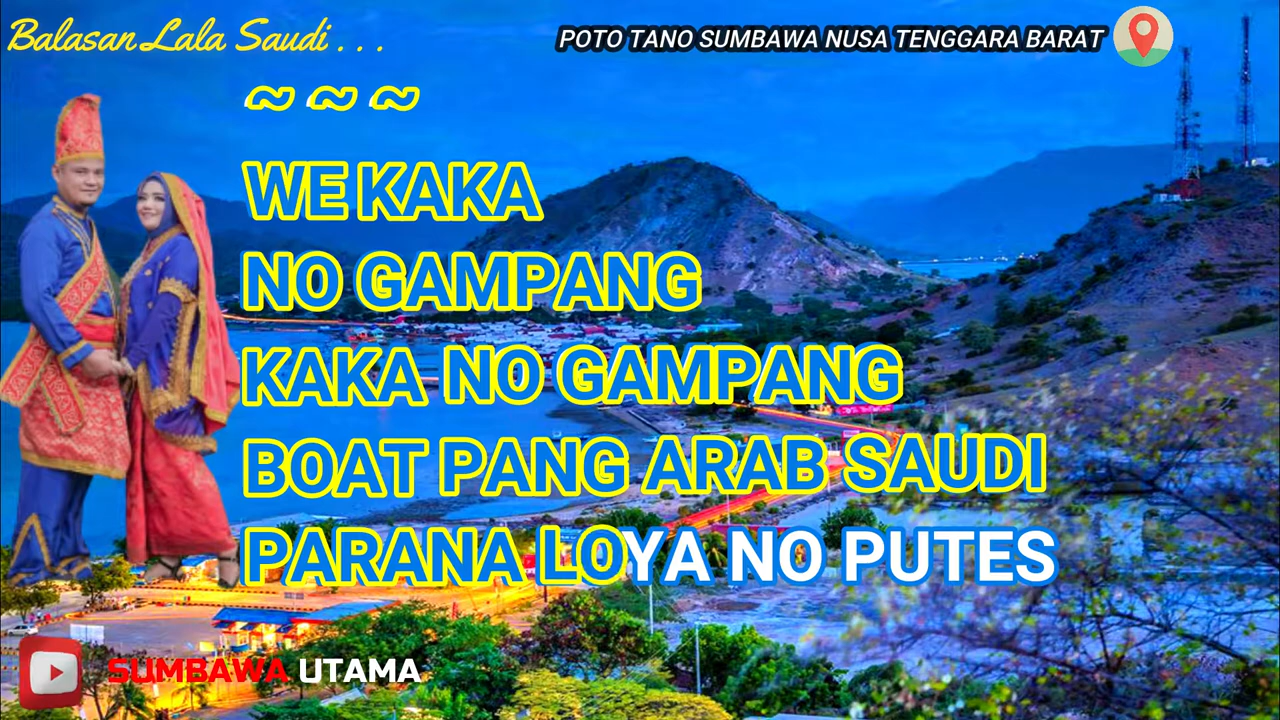 Balasan Lala Saudi . . .
POTO TANO SUMBAWA NUSA TENGGARA BARAT
~ ~ ~
WE KAKA
NO GAMPANG
KAKA NO GAMPANG
BOAT PANG ARAB SAUDI
PARANA LOYA NO PUTES
SUMBAWA UTAMA